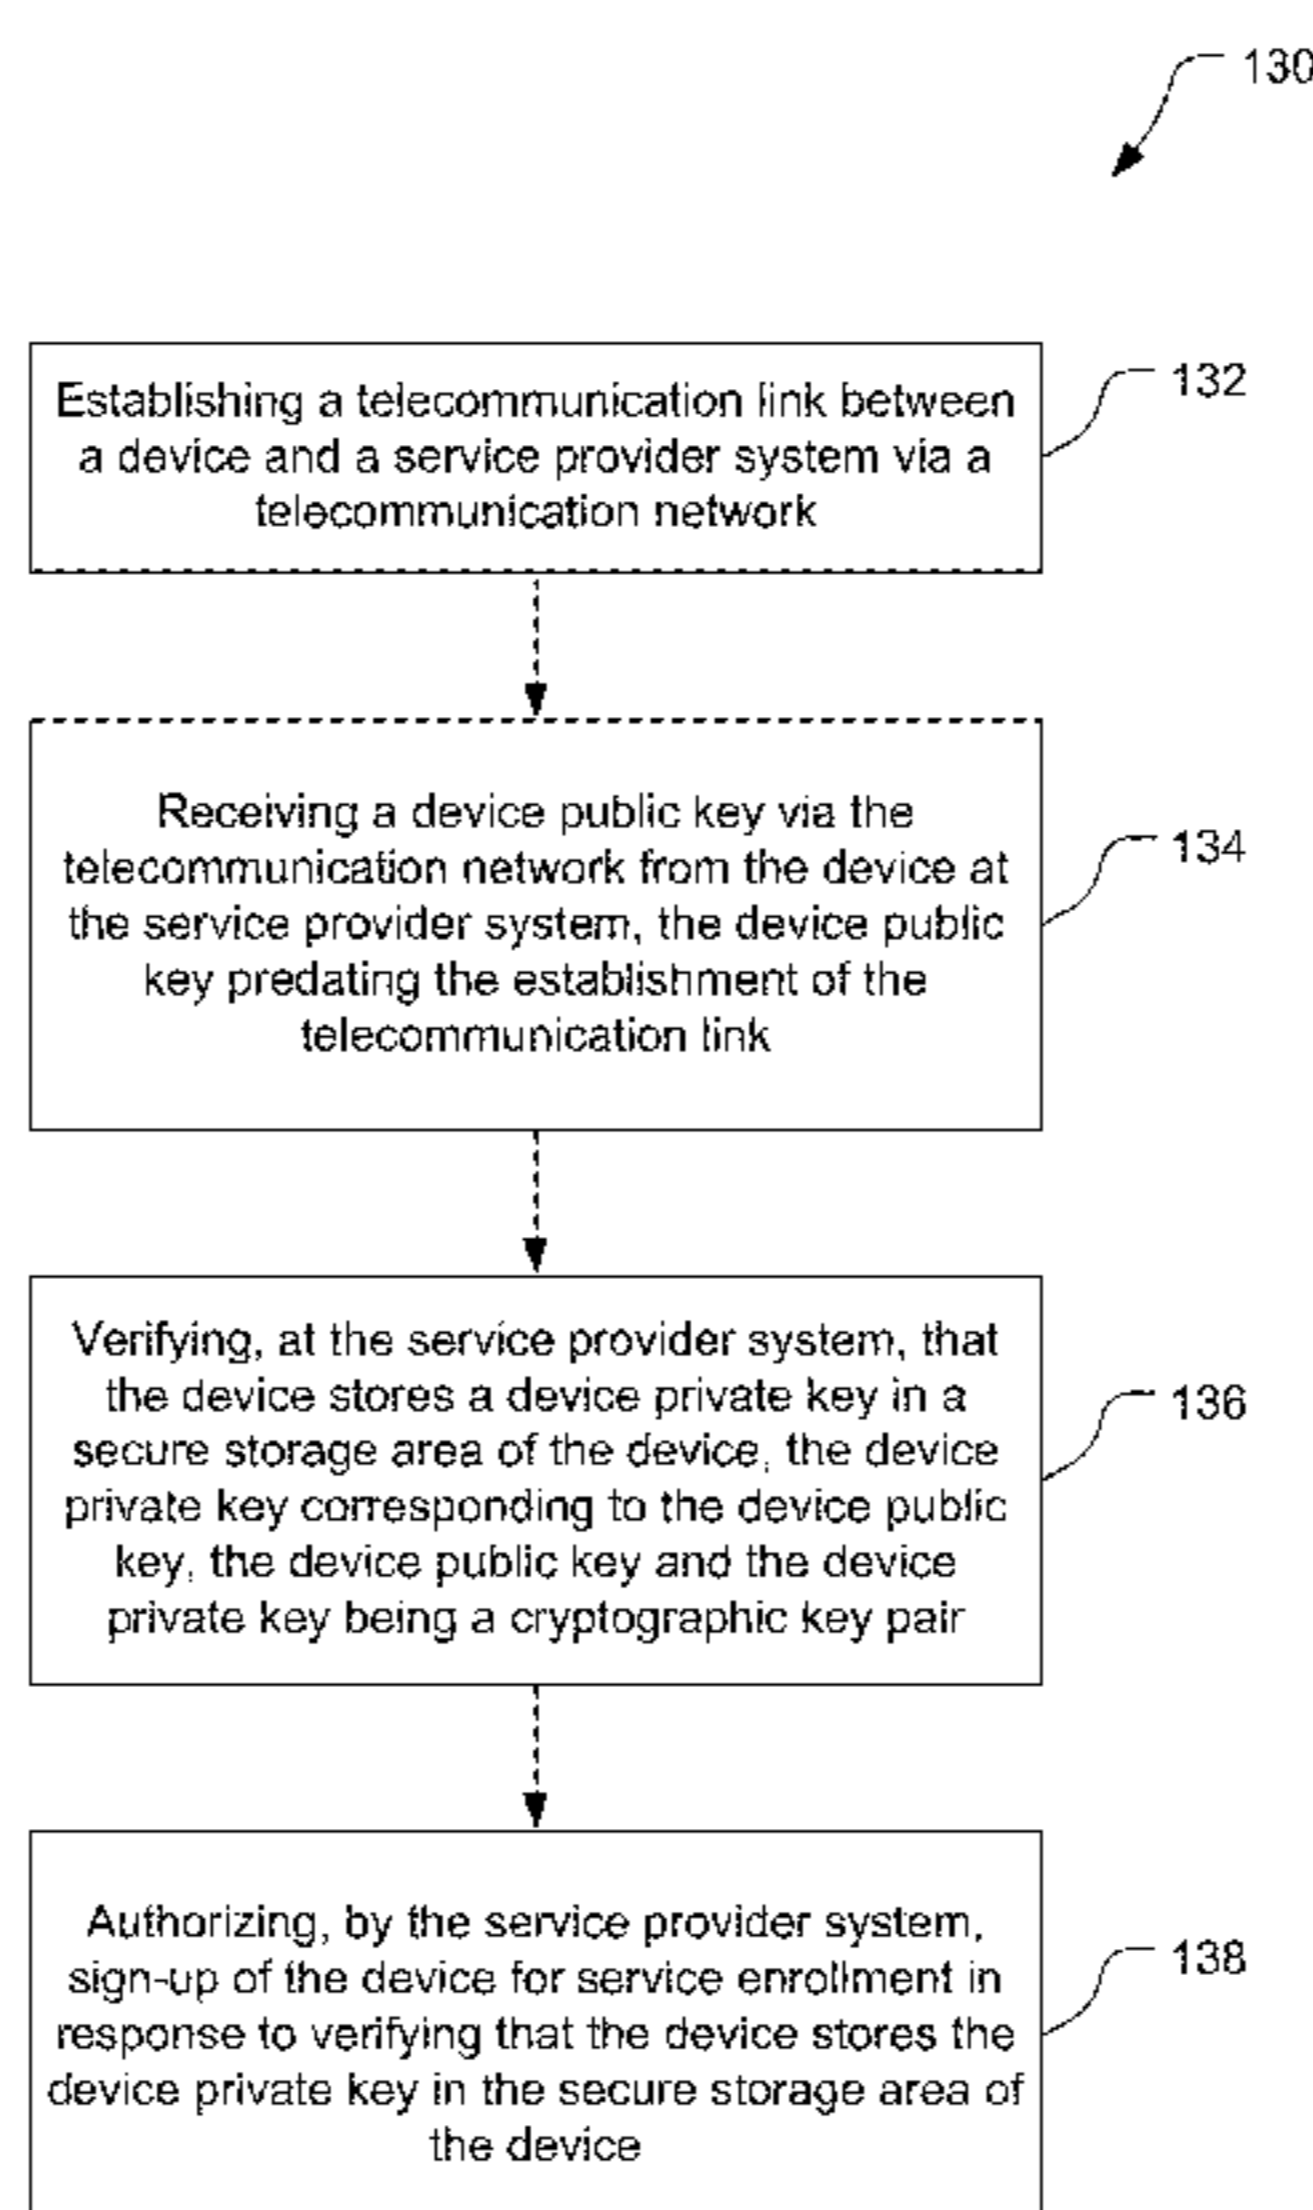 130
Establishing a telecommunication link between
a device and a service provider system via a
telecommunication network
132
Receiving a device public key via the
telecommunication network from the device at
the service provider system, the device public
key predating the establishment of the
telecommunication link
134
Verifying, at the service provider system, that
the device stores a device private key in a
secure storage area of the device, the device
private key corresponding to the device public
key, the device public key and the device
private key being a cryptographic key pair
136
Authorizing, by the service provider system,
sign-up of the device for service enrollment in
response to verifying that the device stores the
device private key in the secure storage area of
the device
138